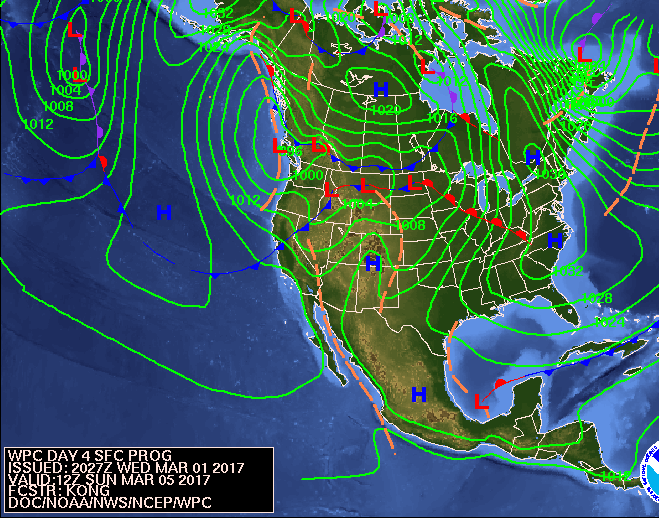 1000
1004
1008
1012
1020
1016
1012
1000
1004
1008
1032
1028
1024
WPC DAY 4 SFC PROG
ISSUED: 2027Z WED MAR 01 2017
VALID:12Z SUN MAR 05 2017
FCSTR: KONG
DOC/NOAA/NWS/NCEP/WPC
L
L
L
L
L
L
L
L
L
L
L
H
H
H
H
H
H